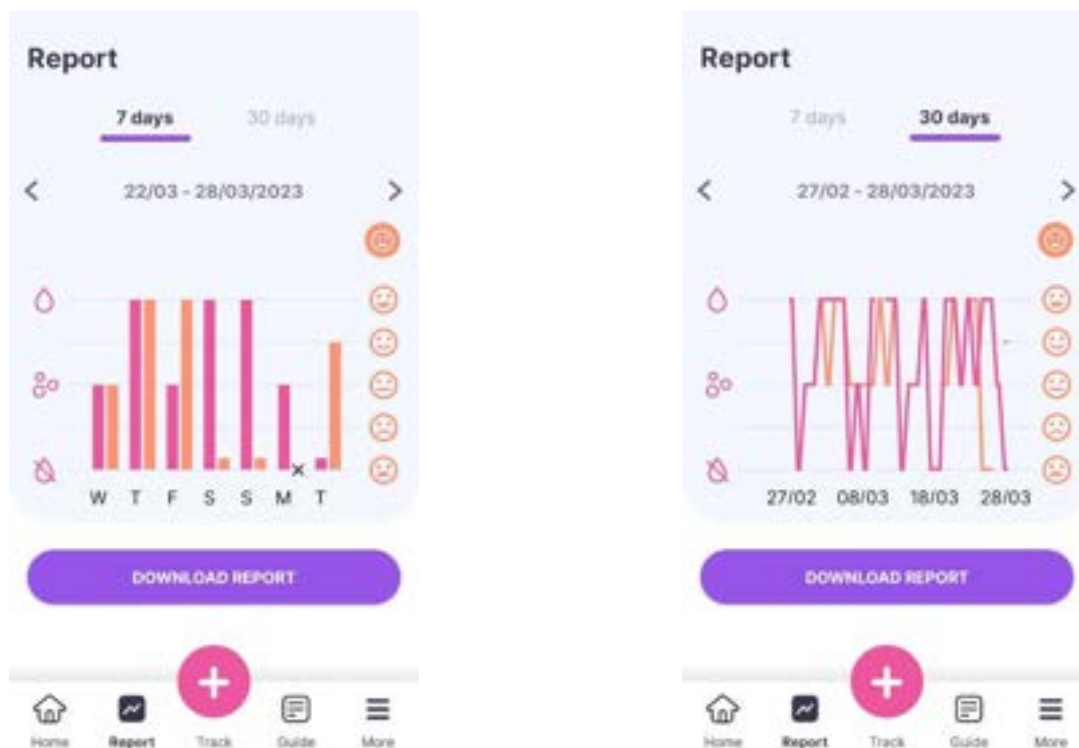 Report
7 days 30 days
22/03 - 28/03/2023
W T F S S M T
DOWNLOAD REPORT
Home Report Track Guide More
Report
7 days 30 days
27/02 - 28/03/2023
27/02 08/03 18/03 28/03
DOWNLOAD REPORT
Home Report Track Guide More